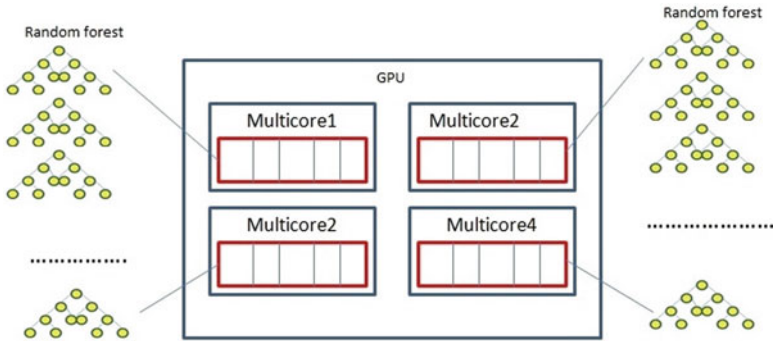 Random forest
Random forest
GPU
Multicore1
Multicore2
Multicore2
Multicore4